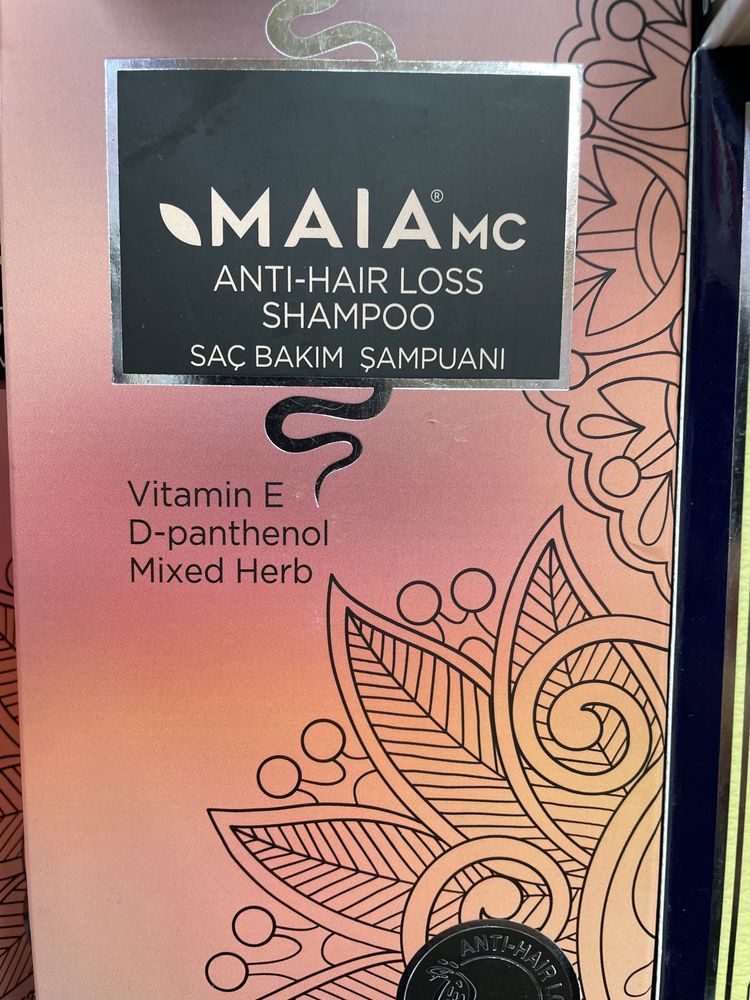 MAIA® MC
ANTI-HAIR LOSS
SHAMPOO
SAÇ BAKIM ŞAMPUANI
Vitamin E
D-panthenol
Mixed Herb
ANTI-HAIR